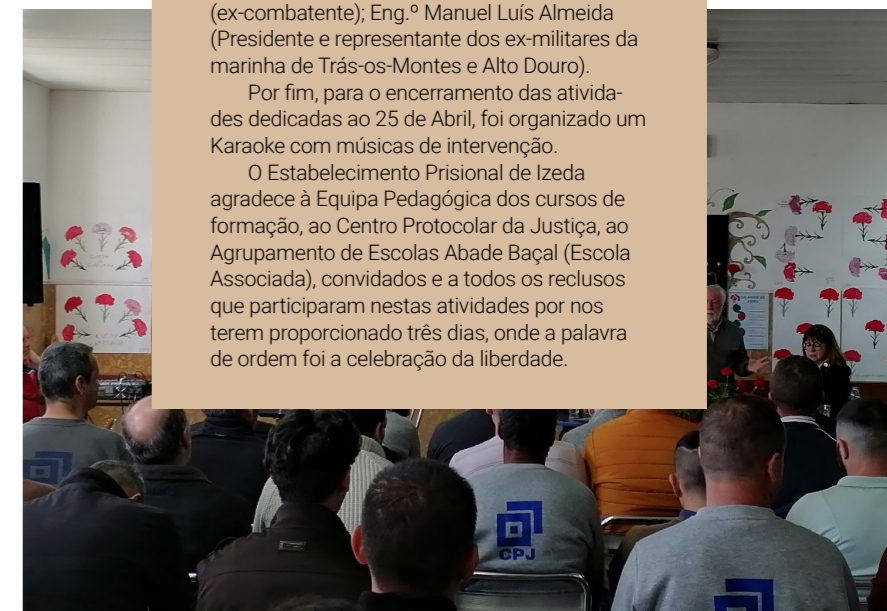 (ex-combatente); Eng.º Manuel Luís Almeida
(Presidente e representante dos ex-militares da
marinha de Trás-os-Montes e Alto Douro).
Por fim, para o encerramento das ativida-
des dedicadas ao 25 de Abril, foi organizado um
Karaoke com músicas de intervenção.
O Estabelecimento Prisional de Izeda
agradece à Equipa Pedagógica dos cursos de
formação, ao Centro Protocolar da Justiça, ao
Agrupamento de Escolas Abade Baçal (Escola
Associada), convidados e a todos os reclusos
que participaram nestas atividades por nos
terem proporcionado três dias, onde a palavra
de ordem foi a celebração da liberdade.
CPJ